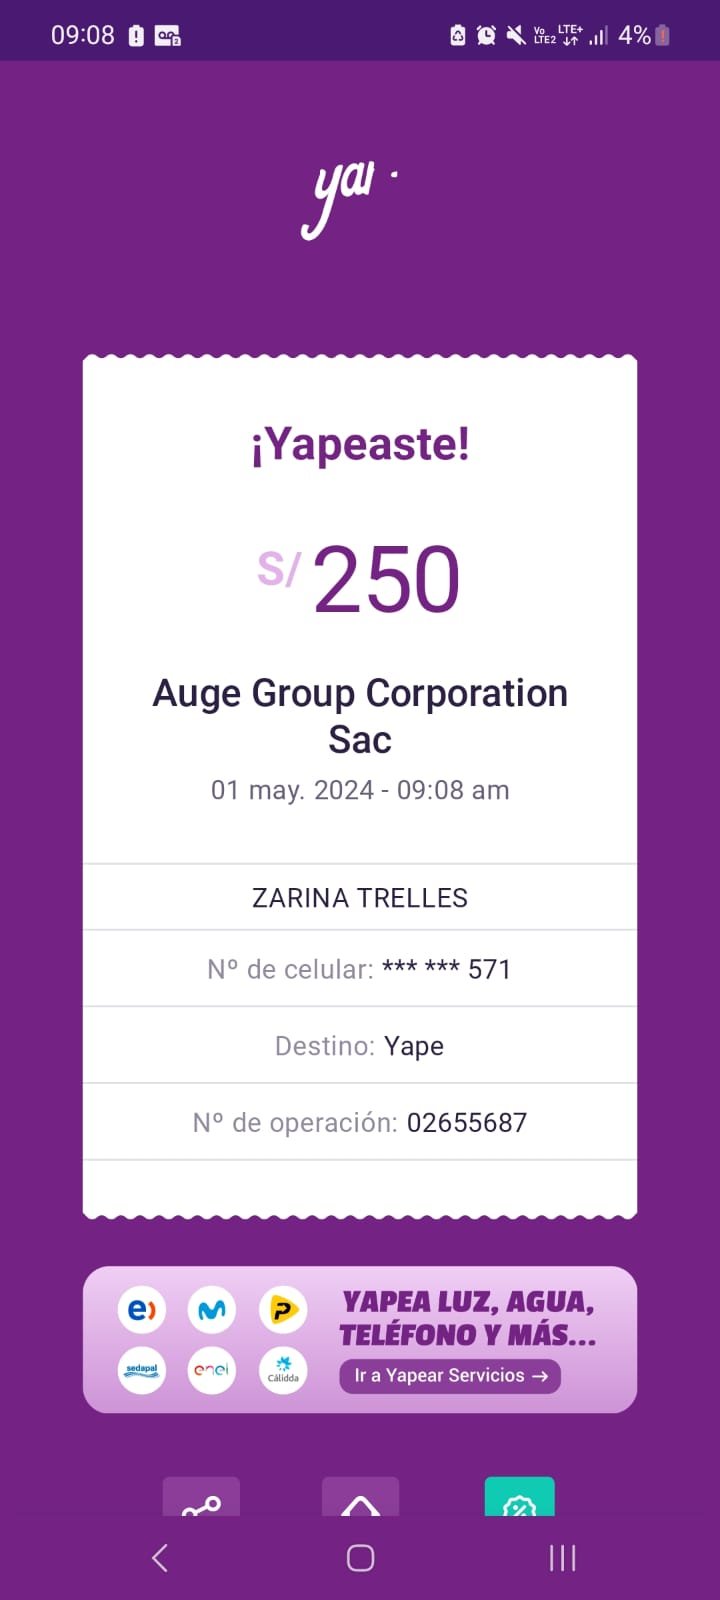 09:08
Vo LTE+
LTE2
4%
ya
¡Yapeaste!
S/ 250
Auge Group Corporation
Sac
01 may. 2024 - 09:08 am
ZARINA TRELLES
Nº de celular: *** *** 571
Destino: Yape
Nº de operación: 02655687
e) P
sedapal enel Cálidda
YAPEA LUZ, AGUA,
TELÉFONO Y MÁS...
Ir a Yapear Servicios →